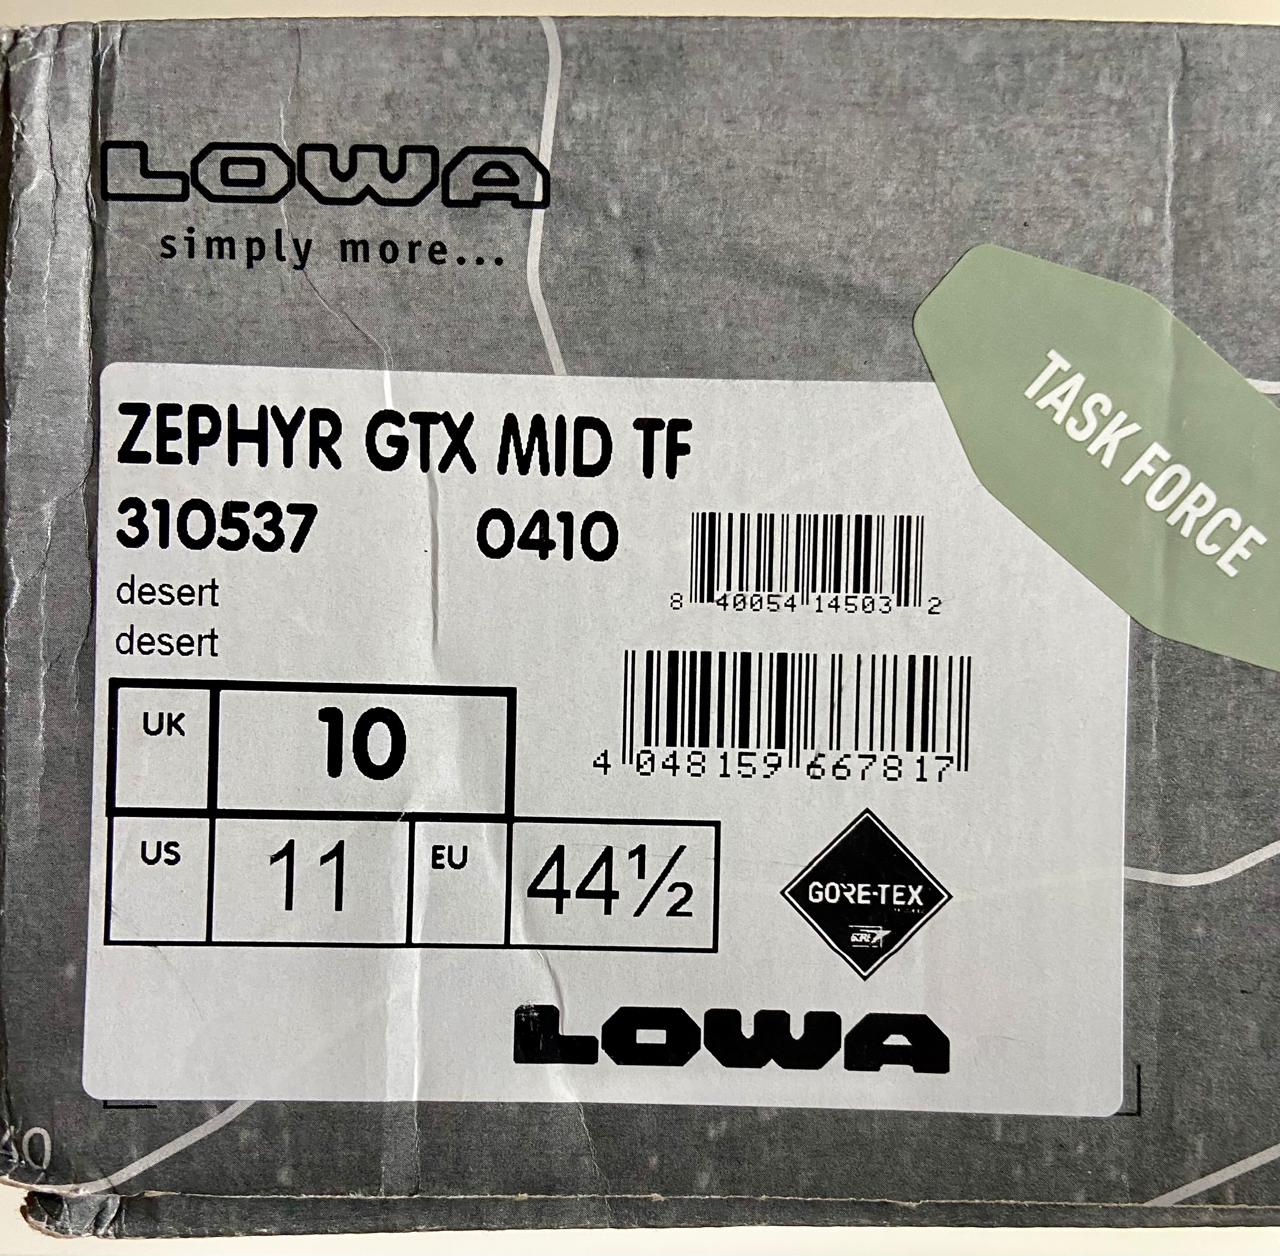 LOWA
simply more...
TASK FORCE
ZEPHYR GTX MID TF
310537 0410
desert
desert
8 40054 14503 2
4 048159 667817
UK 10
US 11 EU 44½
GORE-TEX
GORE
LOWA